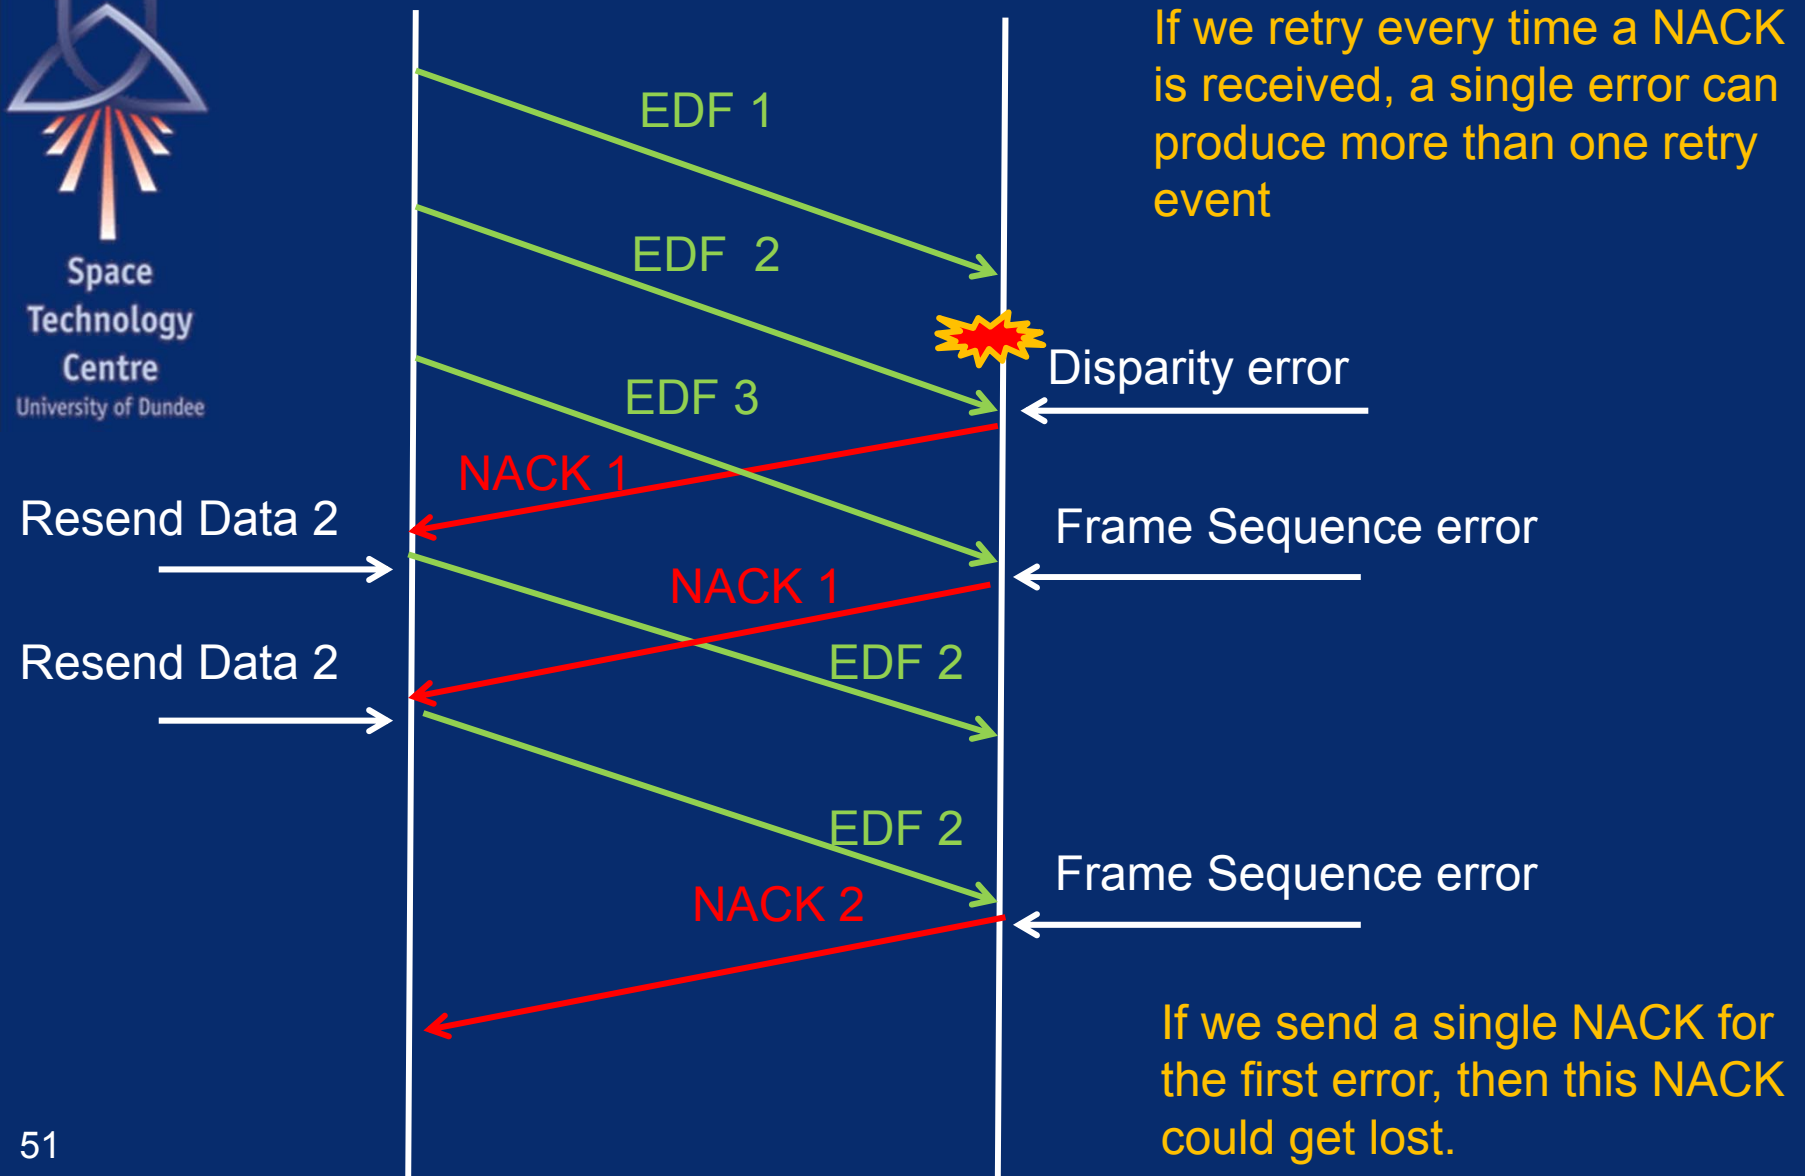 If we retry every time a NACK
is received, a single error can
produce more than one retry
event
EDF 1
EDF 2
Space
Technology
Centre
University of Dundee
Disparity error
EDF 3
NACK 1
Resend Data 2
Frame Sequence error
NACK 1
Resend Data 2
EDF 2
EDF 2
Frame Sequence error
NACK 2
If we send a single NACK for
the first error, then this NACK
could get lost.
51